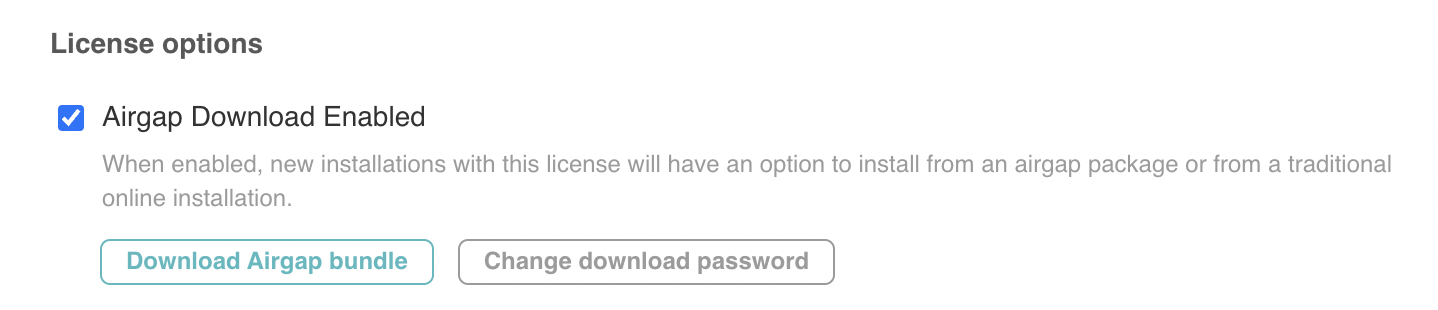 License options
Airgap Download Enabled
When enabled, new installations with this license will have an option to install from an airgap package or from a traditional
online installation.
Download Airgap bundle
Change download password